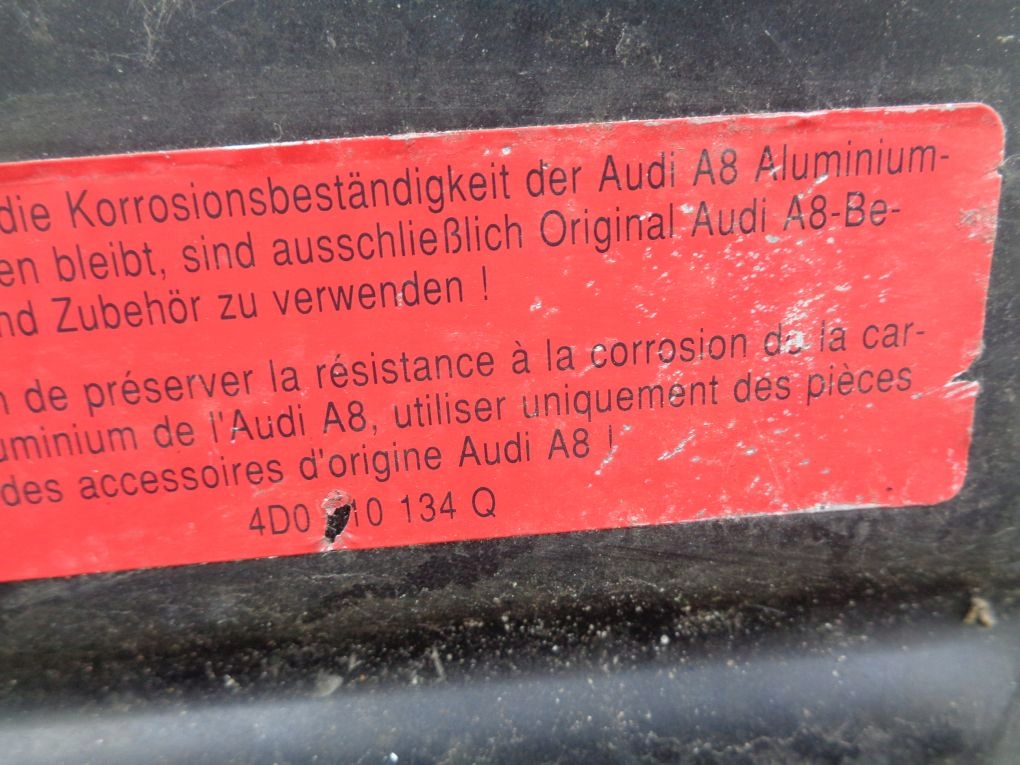 die Korrosionsbeständigkeit der Audi A8 Aluminium-
en bleibt, sind ausschließlich Original Audi A8-Be-
nd Zubehör zu verwenden !
n de préserver la résistance à la corrosion de la car-
uminium de l'Audi A8, utiliser uniquement des pièces
des accessoires d'origine Audi A8 !
4D0 10 134 Q